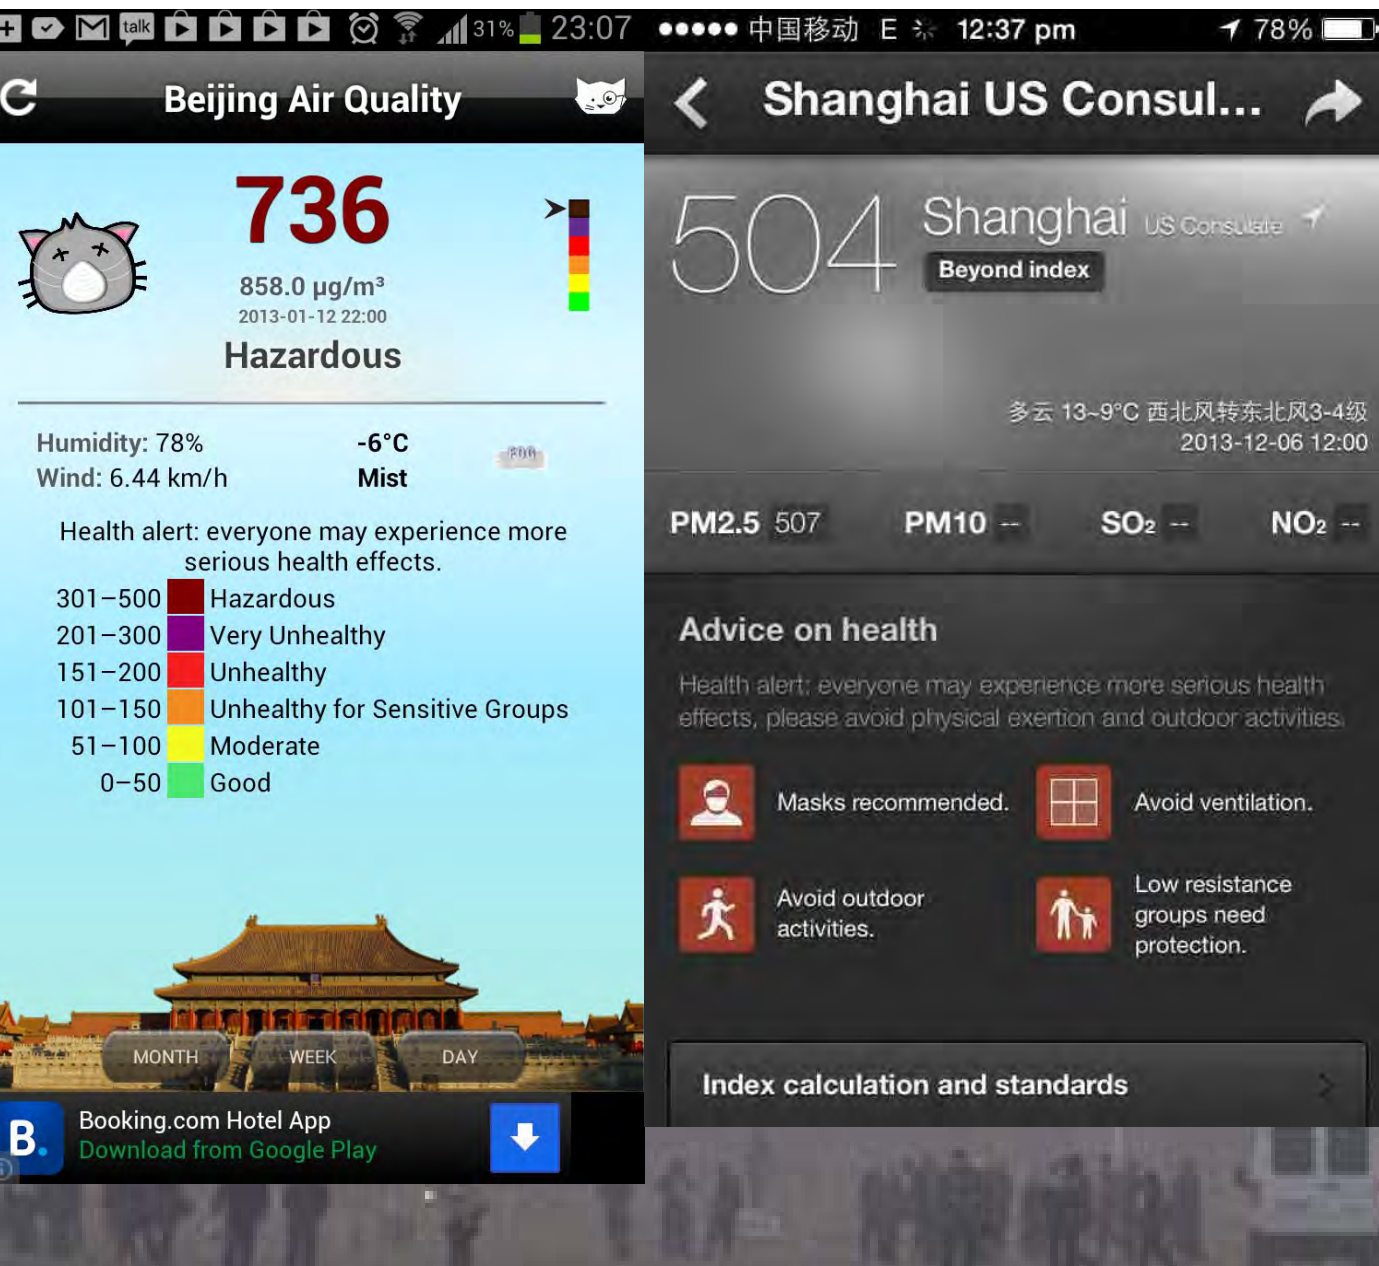 talk 31% 23:07
Beijing Air Quality
736
858.0 µg/m³
2013-01-12 22:00
Hazardous
Humidity: 78% -6°C
Wind: 6.44 km/h Mist
Health alert: everyone may experience more
serious health effects.
301–500 Hazardous
201–300 Very Unhealthy
151–200 Unhealthy
101–150 Unhealthy for Sensitive Groups
51–100 Moderate
0–50 Good
MONTH WEEK DAY
B. Booking.com Hotel App
Download from Google Play
中国移动 E 12:37 pm 78%
Shanghai US Consul...
504 Shanghai US Consulate
Beyond index
多云 13~9°C 西北风转东北风3-4级
2013-12-06 12:00
PM2.5 507 PM10 -- SO₂ -- NO₂ --
Advice on health
Health alert: everyone may experience more serious health
effects, please avoid physical exertion and outdoor activities.
Masks recommended. Avoid ventilation.
Avoid outdoor
activities.
Low resistance
groups need
protection.
Index calculation and standards